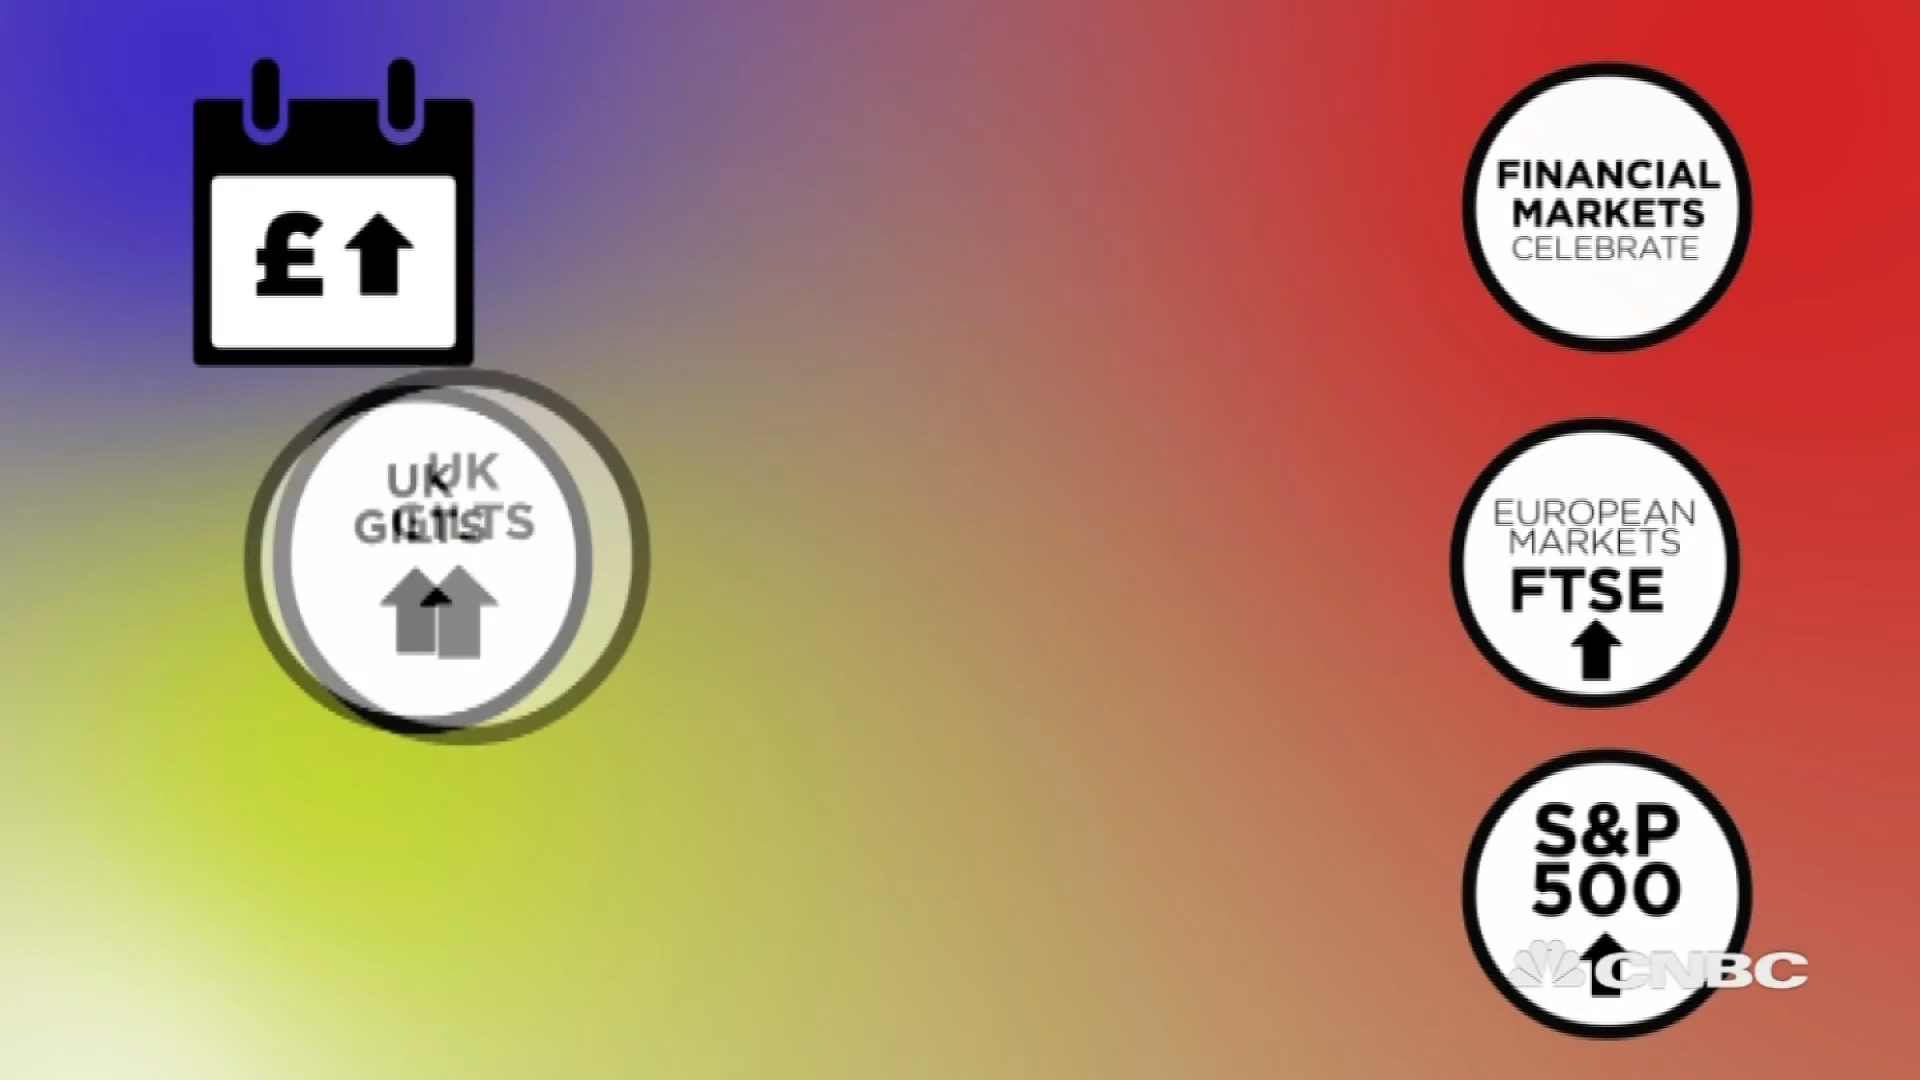 £
UK
GILTS
FINANCIAL
MARKETS
CELEBRATE
EUROPEAN
MARKETS
FTSE
S&P
500
CNBC